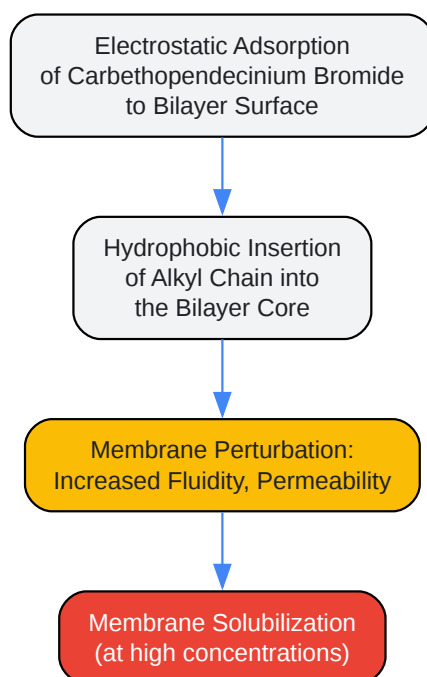 Electrostatic Adsorption
of Carbethopendecinium Bromide
to Bilayer Surface
Hydrophobic Insertion
of Alkyl Chain into
the Bilayer Core
Membrane Perturbation:
Increased Fluidity, Permeability
Membrane Solubilization
(at high concentrations)